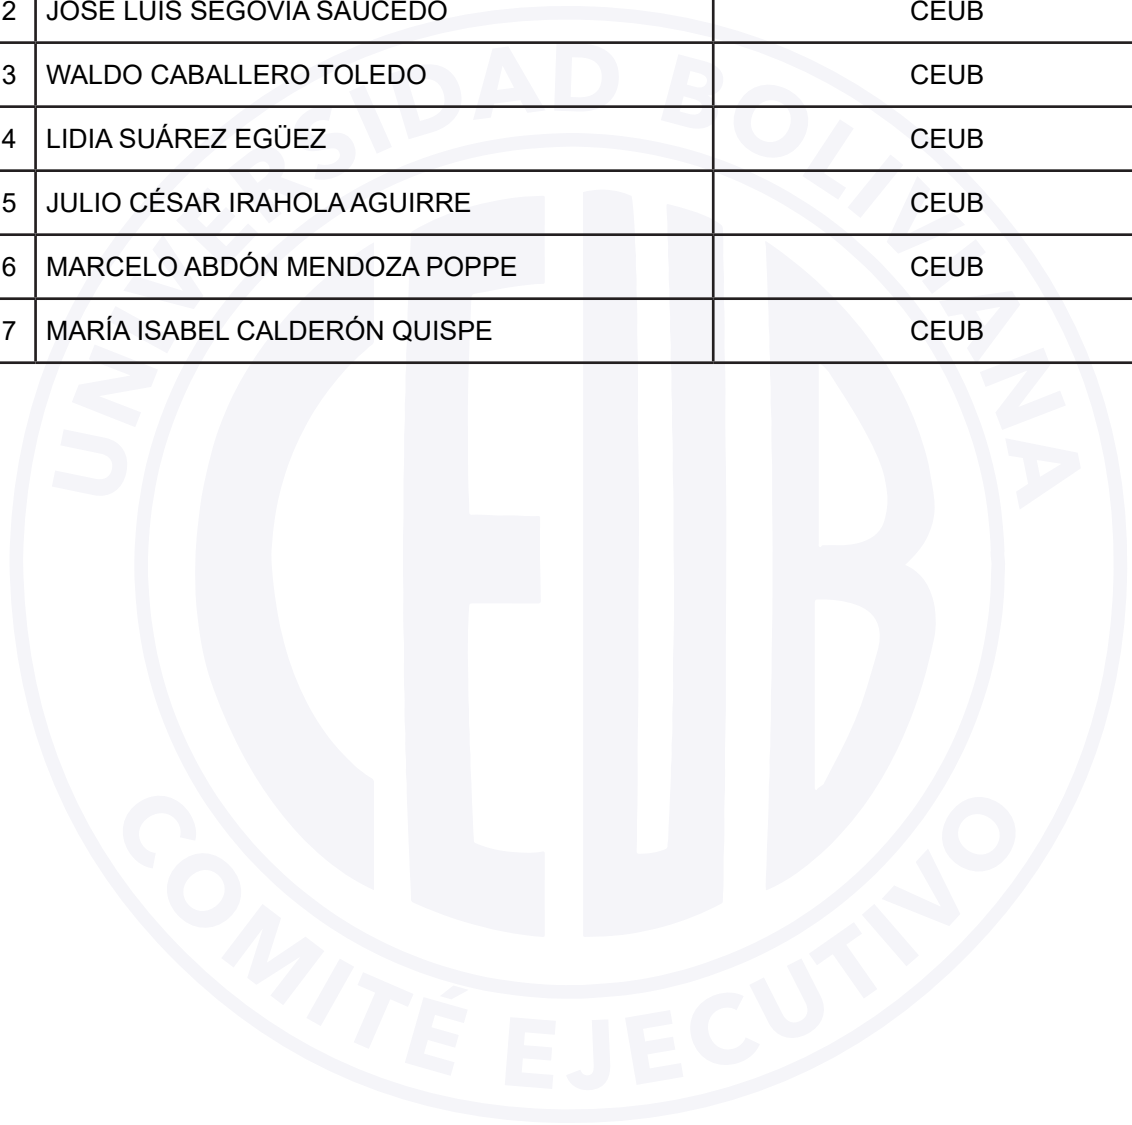 2 JOSÉ LUIS SEGOVIA SAUCEDO CEUB
3 WALDO CABALLERO TOLEDO CEUB
4 LIDIA SUÁREZ EGÜEZ CEUB
5 JULIO CÉSAR IRAHOLA AGUIRRE CEUB
6 MARCELO ABDÓN MENDOZA POPPE CEUB
7 MARÍA ISABEL CALDERÓN QUISPE CEUB
UNIVERSIDAD BOLIVIANA
CEUB
COMITÉ EJECUTIVO